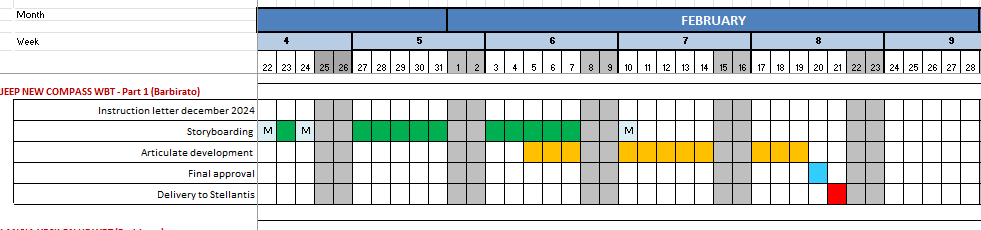 Month
FEBRUARY
Week 4 5 6 7 8 9
22 23 24 25 26 27 28 29 30 31 1 2 3 4 5 6 7 8 9 10 11 12 13 14 15 16 17 18 19 20 21 22 23 24 25 26 27 28
JEEP NEW COMPASS WBT - Part 1 (Barbirato)
Instruction letter december 2024
Storyboarding M M M
Articulate development
Final approval
Delivery to Stellantis